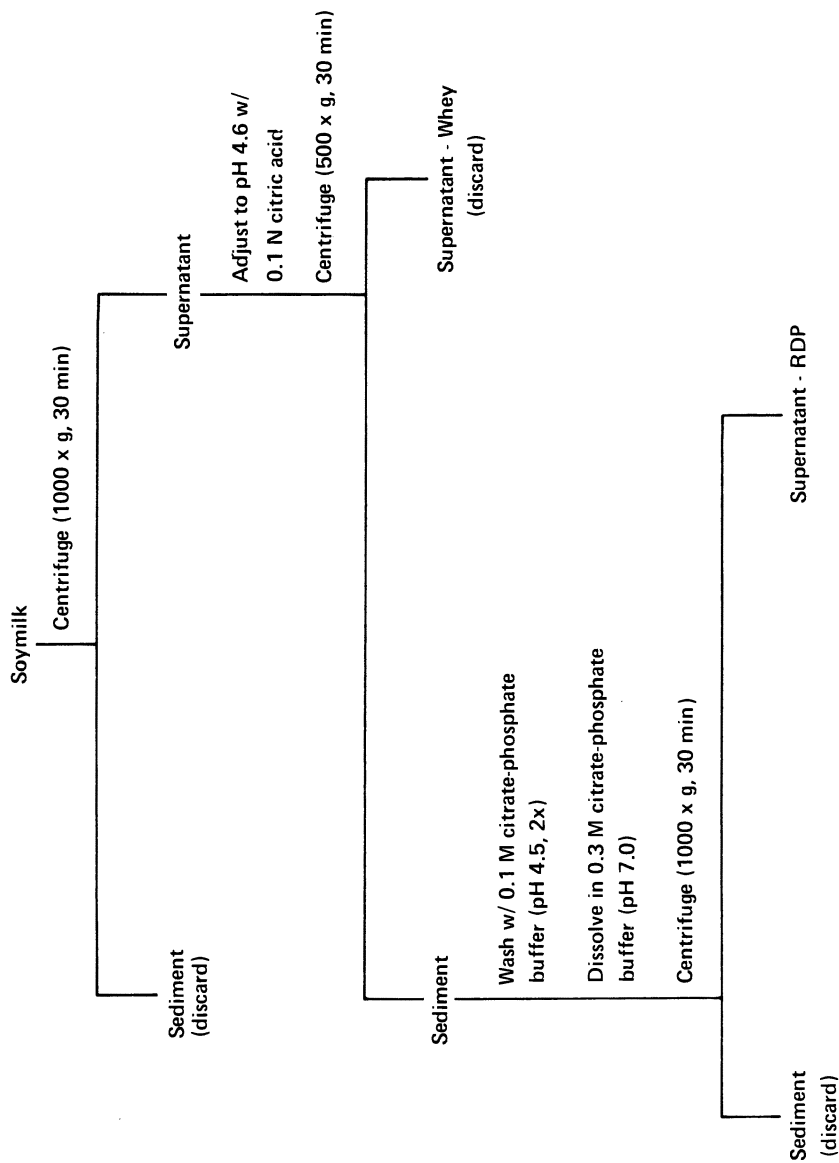 Soymilk
Centrifuge (1000 x g, 30 min)
Sediment
(discard)
Supernatant
Adjust to pH 4.6 w/
0.1 N citric acid
Centrifuge (500 x g, 30 min)
Sediment
Supernatant - Whey
(discard)
Wash w/ 0.1 M citrate-phosphate
buffer (pH 4.5, 2x)
Dissolve in 0.3 M citrate-phosphate
buffer (pH 7.0)
Centrifuge (1000 x g, 30 min)
Sediment
(discard)
Supernatant - RDP